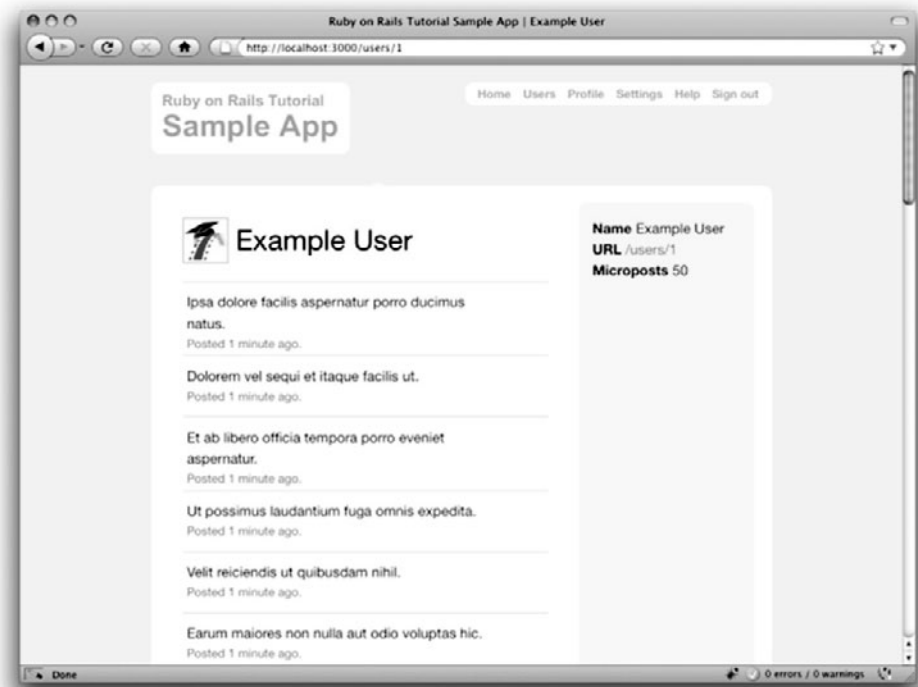 Ruby on Rails Tutorial Sample App | Example User
http://localhost:3000/users/1
Ruby on Rails Tutorial
Sample App
Home Users Profile Settings Help Sign out
Example User
Name Example User
URL /users/1
Microposts 50
Ipsa dolore facilis aspernatur porro ducimus
natus.
Posted 1 minute ago.
Dolorem vel sequi et itaque facilis ut.
Posted 1 minute ago.
Et ab libero officia tempora porro eveniet
aspernatur.
Posted 1 minute ago.
Ut possimus laudantium fuga omnis expedita.
Posted 1 minute ago.
Velit reiciendis ut quibusdam nihil.
Posted 1 minute ago.
Earum maiores non nulla aut odio voluptas hic.
Posted 1 minute ago.
Done
0 errors / 0 warnings